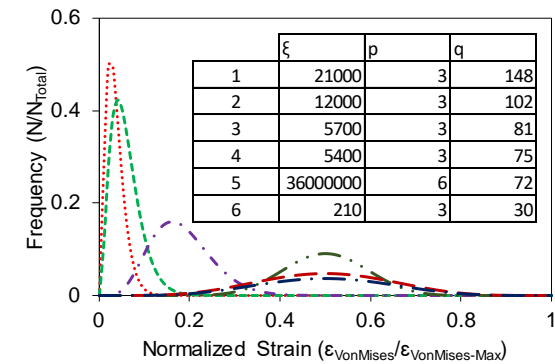 0.6
ξ p q
1 21000 3 148
2 12000 3 102
3 5700 3 81
4 5400 3 75
5 36000000 6 72
6 210 3 30
0.4
0.2
0
Frequency (N/N_Total)
0 0.2 0.4 0.6 0.8 1
Normalized Strain (ε_VonMises/ε_VonMises-Max)